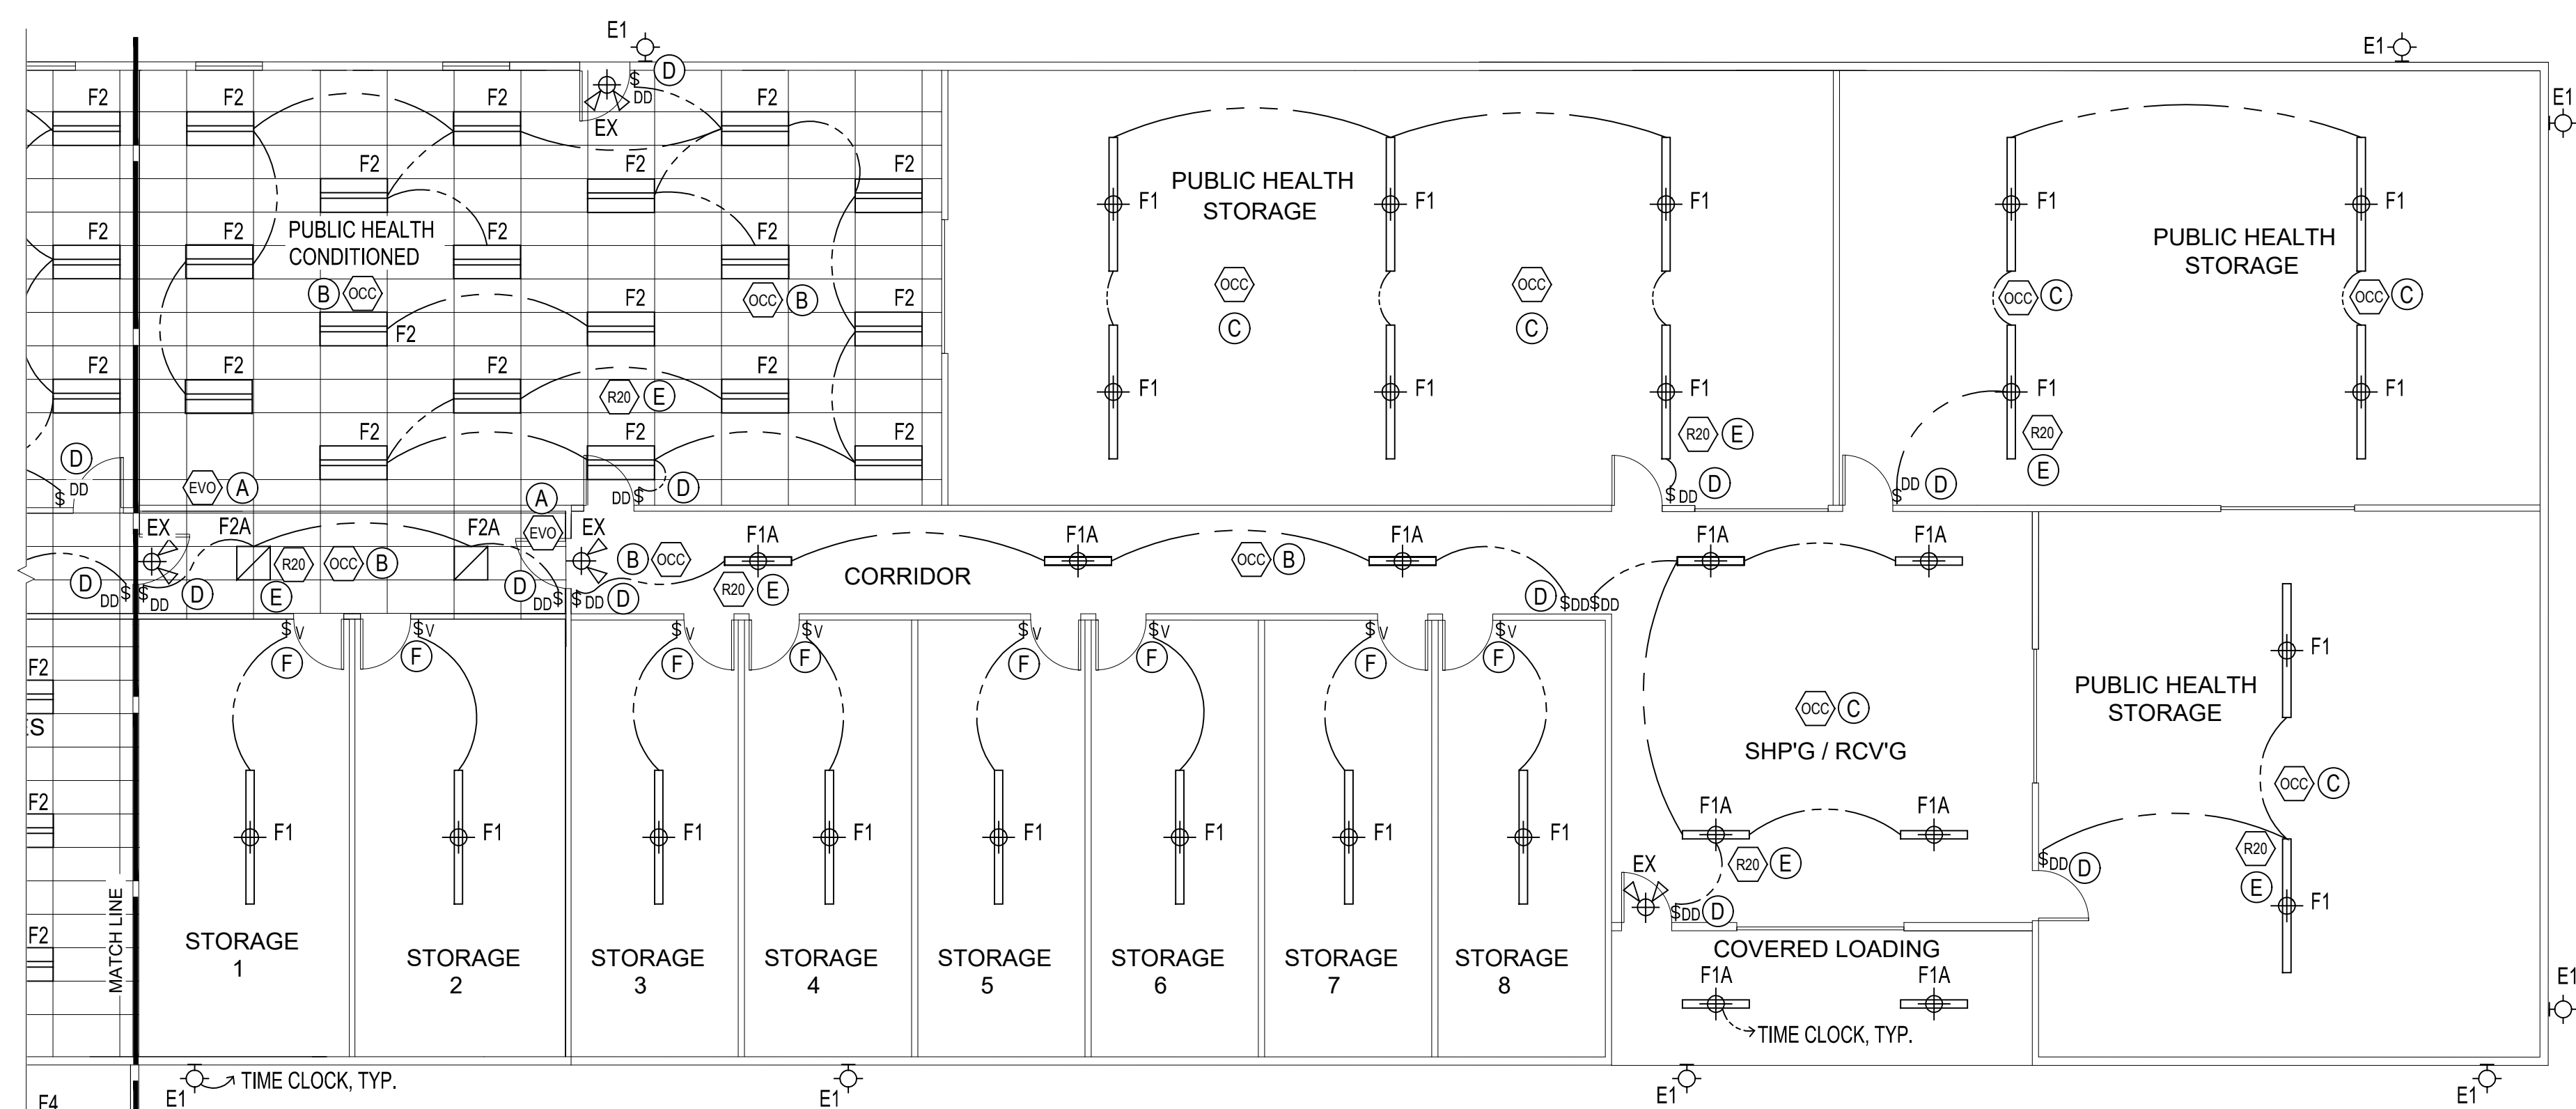 E1
E1
D
$
DD
EX
F2
F2
F2
F2
E1
F2
F2
F2
PUBLIC HEALTH
STORAGE
F1
F1
F1
F1
F1
PUBLIC HEALTH
CONDITIONED
F2
F2
F2
F2
PUBLIC HEALTH
STORAGE
B
OCC
OCC
B
OCC
C
OCC
C
OCC
C
OCC
C
F2
F2
F2
F2
F2
F2
F2
R20
E
F1
F1
F1
F1
F1
F2
F2
F2
R20
E
R20
E
D
DD
$
EVO
A
A
EVO
DD
$
D
$
DD
D
$
DD
D
EX
F2A
F2A
EX
F1A
F1A
F1A
F1A
F1A
R20
OCC
B
B
OCC
OCC
B
CORRIDOR
D
DD
$
$
DD
D
E
D
DD
$
$
DD
D
R20
E
D
$DD
$DD
$V
F
$V
F
$V
F
$V
F
$V
F
$V
F
$V
F
$V
F
F2
ES
F1
PUBLIC HEALTH
STORAGE
OCC
C
SHP'G / RCV'G
OCC
C
F2
F1
F1
F1
F1
F1
F1
F1
F1
F1A
F1A
R20
E
EX
$DD
D
R20
E
$DD
D
F1
F2
MATCH LINE
STORAGE
1
STORAGE
2
STORAGE
3
STORAGE
4
STORAGE
5
STORAGE
6
STORAGE
7
STORAGE
8
COVERED LOADING
F1A
F1A
E1
TIME CLOCK, TYP.
TIME CLOCK, TYP.
E1
E1
E1
E1
F4